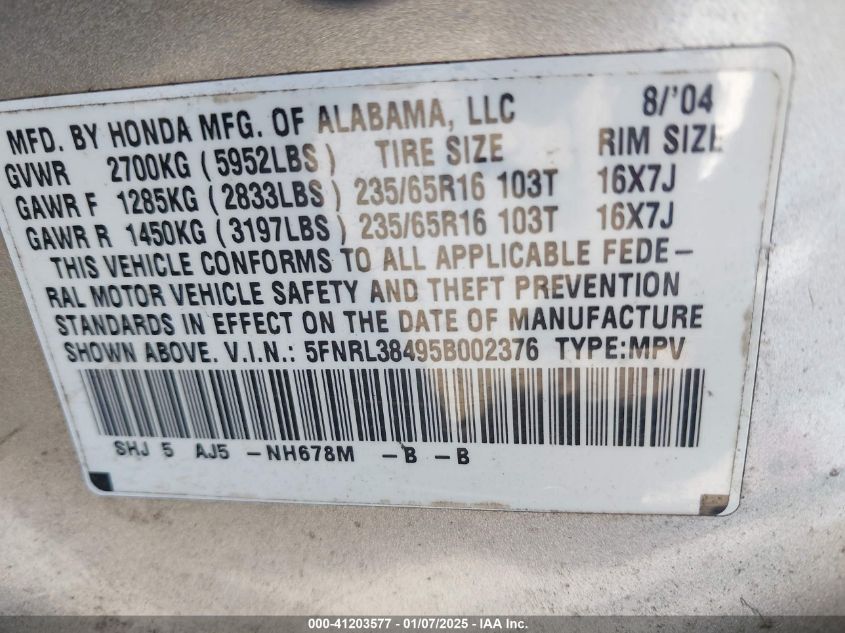 MFD. BY HONDA MFG. OF ALABAMA, LLC 8/'04
GVWR 2700KG (5952LBS) TIRE SIZE RIM SIZE
GAWR F 1285KG (2833LBS) 235/65R16 103T 16X7J
GAWR R 1450KG (3197LBS) 235/65R16 103T 16X7J
THIS VEHICLE CONFORMS TO ALL APPLICABLE FEDE-
RAL MOTOR VEHICLE SAFETY AND THEFT PREVENTION
STANDARDS IN EFFECT ON THE DATE OF MANUFACTURE
SHOWN ABOVE. V.I.N.: 5FNRL38495B002376 TYPE:MPV
SHJ 5 AJ5 -NH678M -B -B
000-41203577 — 01/07/2025 — IAA Inc.